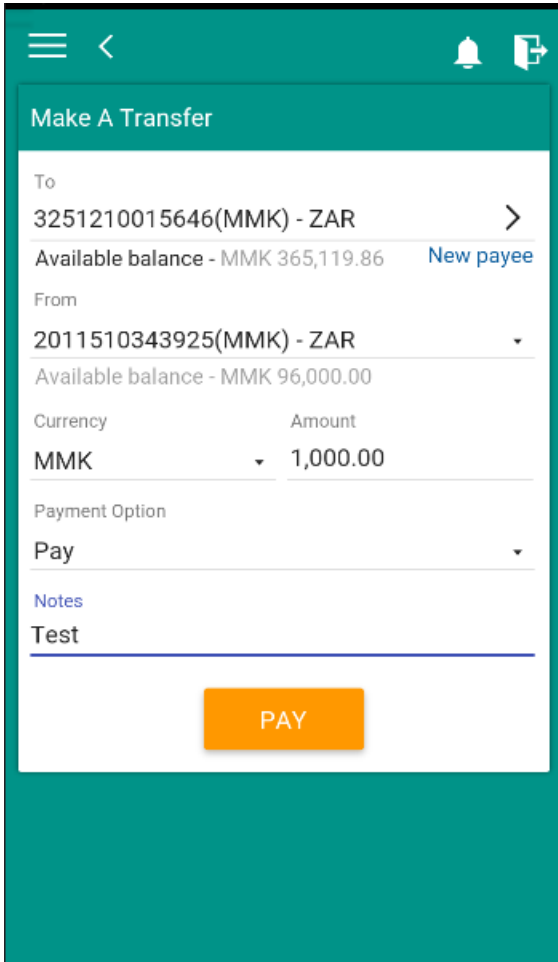 Make A Transfer
To
3251210015646(MMK) - ZAR
Available balance - MMK 365,119.86 New payee
From
2011510343925(MMK) - ZAR
Available balance - MMK 96,000.00
Currency Amount
MMK 1,000.00
Payment Option
Pay
Notes
Test
PAY